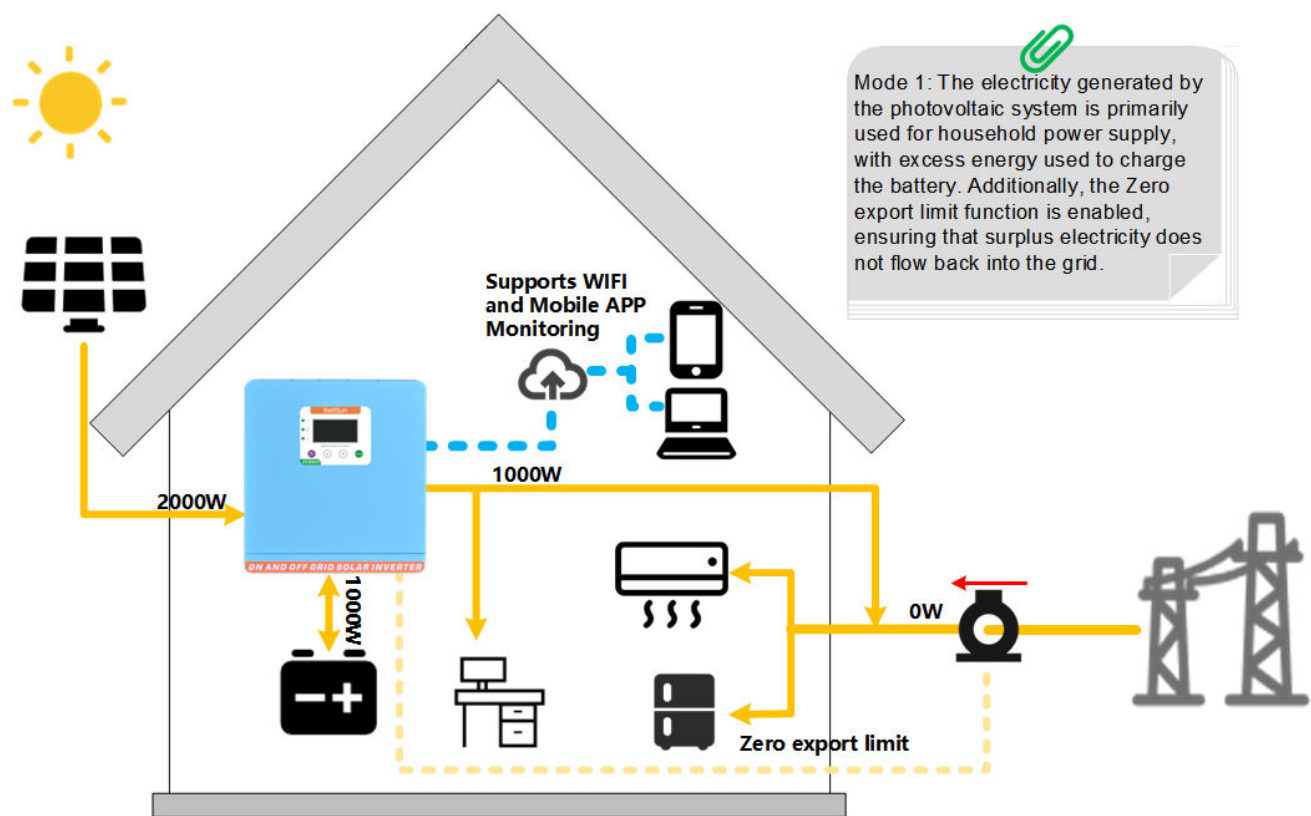 Mode 1: The electricity generated by
the photovoltaic system is primarily
used for household power supply,
with excess energy used to charge
the battery. Additionally, the Zero
export limit function is enabled,
ensuring that surplus electricity does
not flow back into the grid.
Supports WIFI
and Mobile APP
Monitoring
2000W
1000W
ON AND OFF GRID SOLAR INVERTER
1000W
0W
Zero export limit